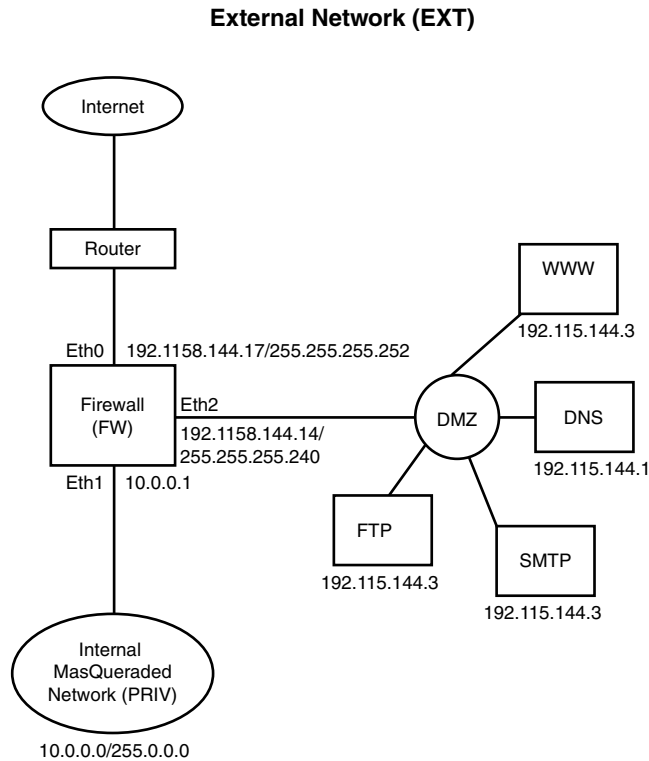 External Network (EXT)
Internet
Router
Eth0 192.1158.144.17/255.255.255.252
Firewall
(FW)
Eth2
192.1158.144.14/
255.255.255.240
Eth1 10.0.0.1
DMZ
WWW
192.115.144.3
DNS
192.115.144.1
FTP
192.115.144.3
SMTP
192.115.144.3
Internal
MasQueraded
Network (PRIV)
10.0.0.0/255.0.0.0